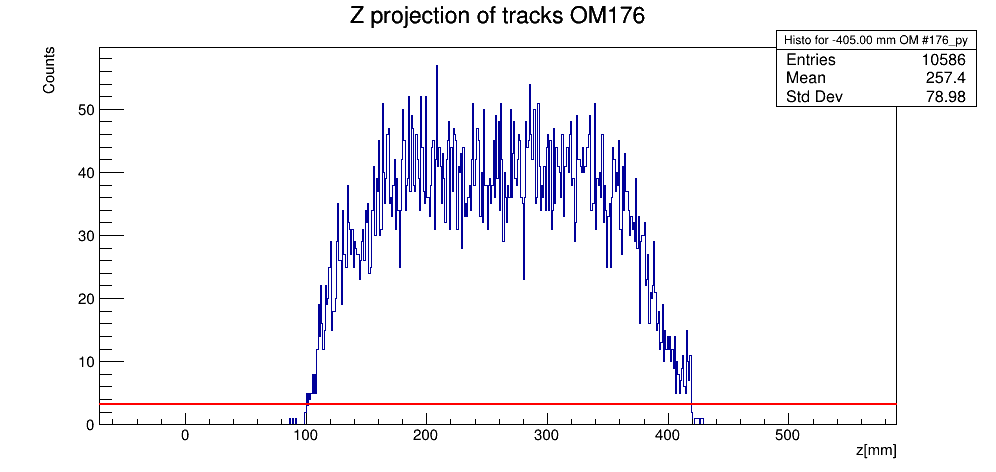 Z projection of tracks OM176
Histo for -405.00 mm OM #176_py
Entries 10586
Mean 257.4
Std Dev 78.98
Counts
50
40
30
20
10
0
0 100 200 300 400 500
z[mm]